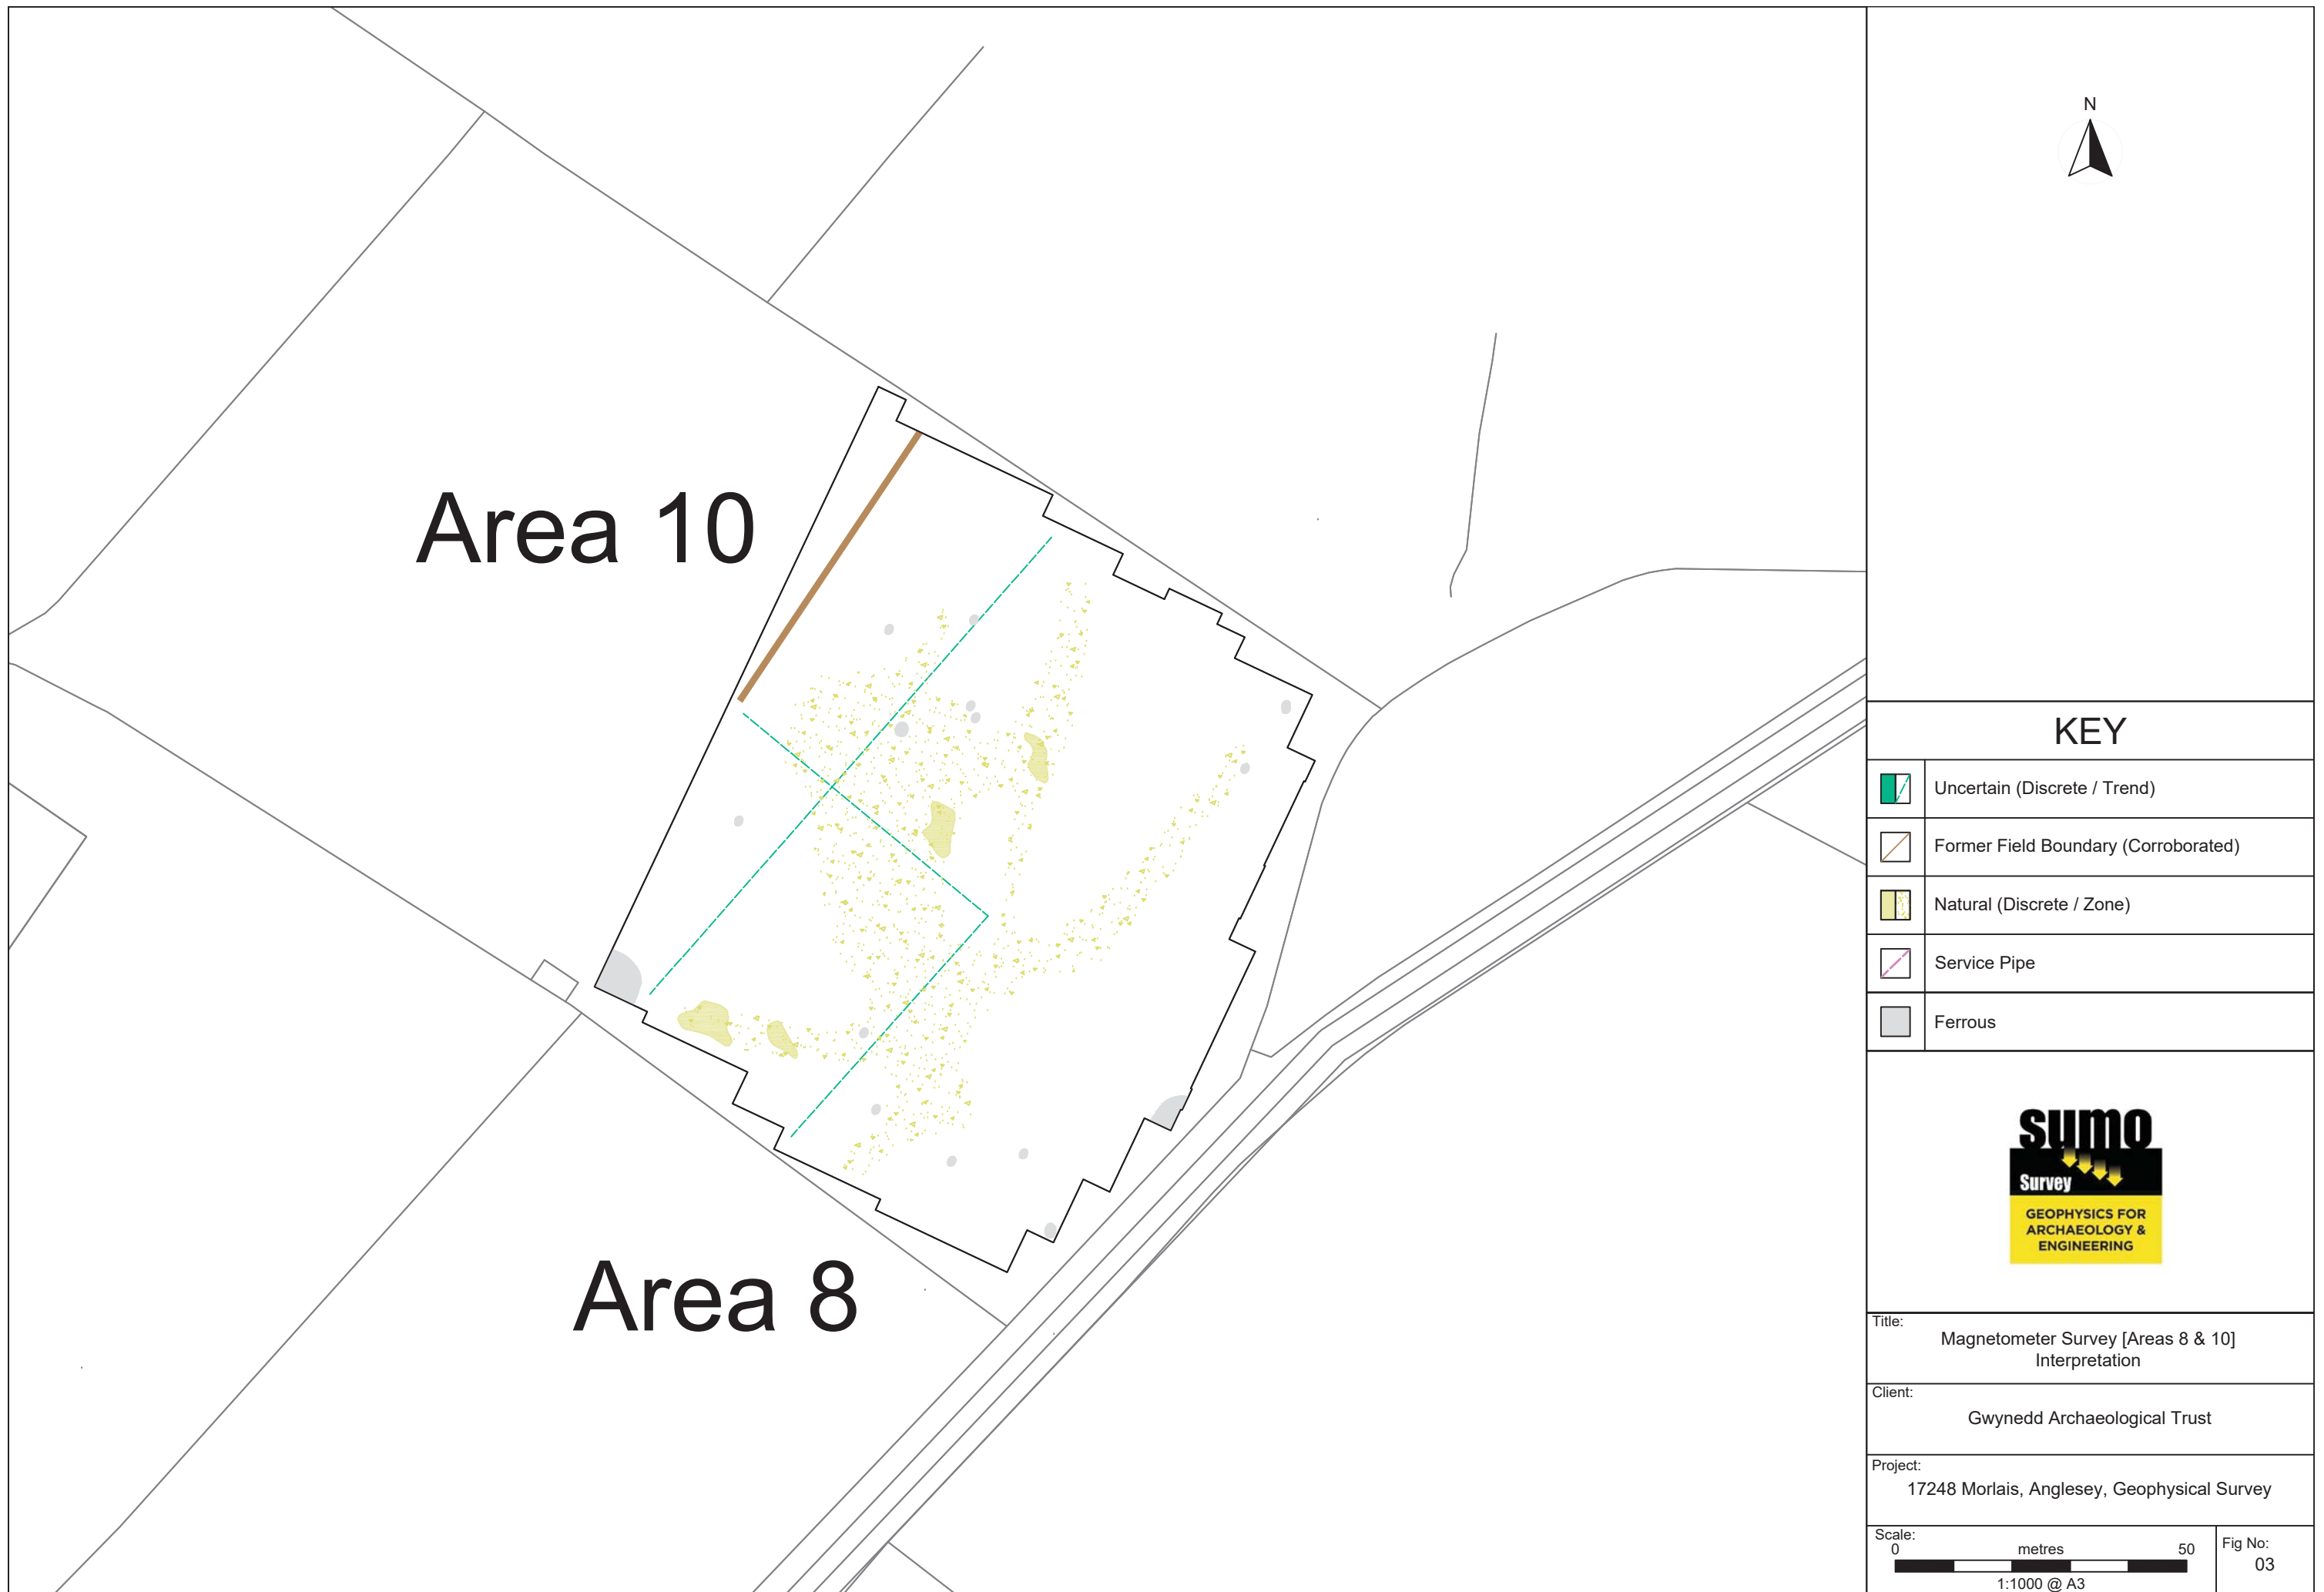 Area 10
Area 8
N
KEY
Uncertain (Discrete / Trend)
Former Field Boundary (Corroborated)
Natural (Discrete / Zone)
Service Pipe
Ferrous
sumo
Survey
GEOPHYSICS FOR
ARCHAEOLOGY &
ENGINEERING
Title:
Magnetometer Survey [Areas 8 & 10]
Interpretation
Client:
Gwynedd Archaeological Trust
Project:
17248 Morlais, Anglesey, Geophysical Survey
Scale:
0 metres 50
1:1000 @ A3
Fig No:
03